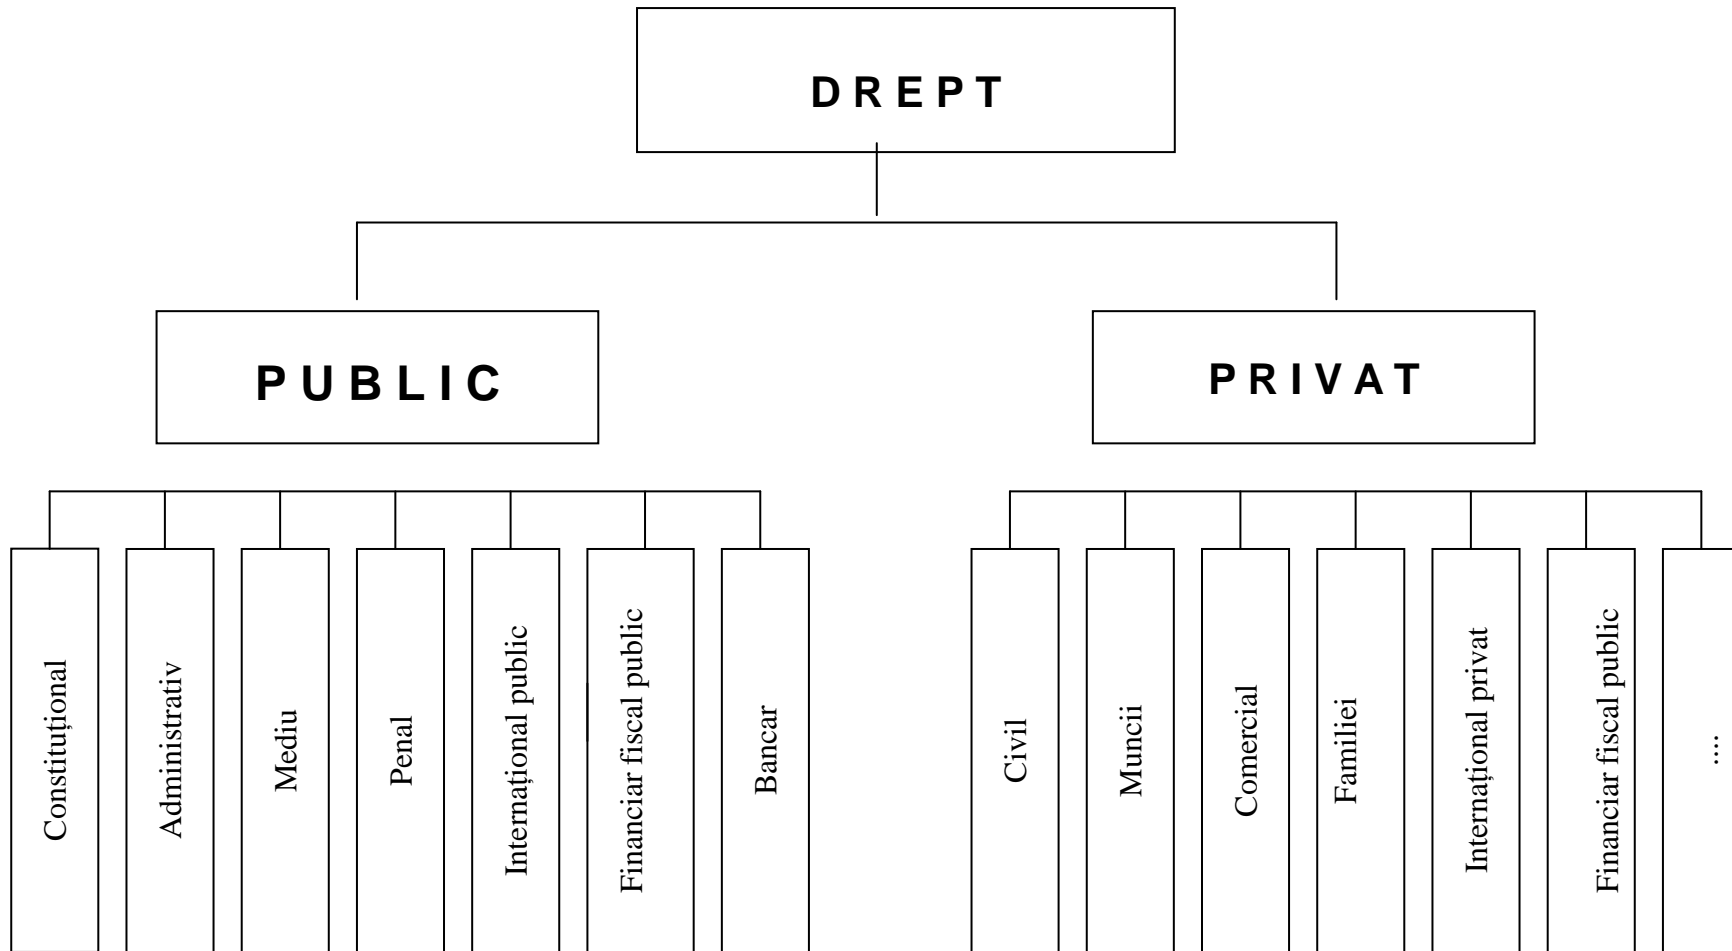 D R E P T
P U B L I C
P R I V A T
Constituțional
Administrativ
Mediu
Penal
Internațional public
Financiar fiscal public
Bancar
Civil
Muncii
Comercial
Familiei
Internațional privat
Financiar fiscal public
....